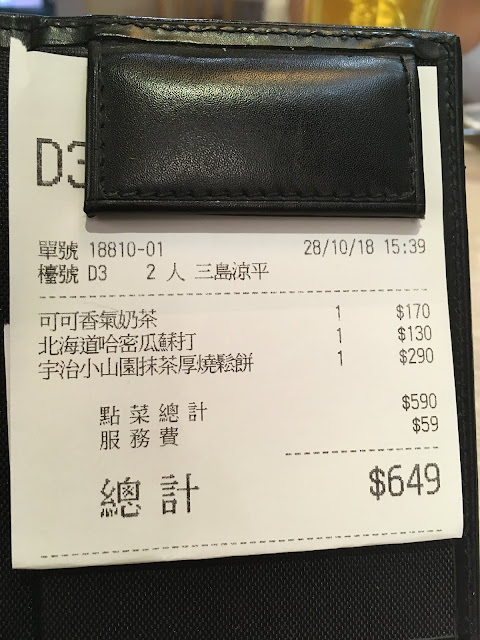 D3
單號 18810-01 28/10/18 15:39
檯號 D3 2 人 三島涼平
可可香氣奶茶 1 $170
北海道哈密瓜蘇打 1 $130
宇治小山園抹茶厚燒鬆餅 1 $290
點菜總計 $590
服務費 $59
總計 $649